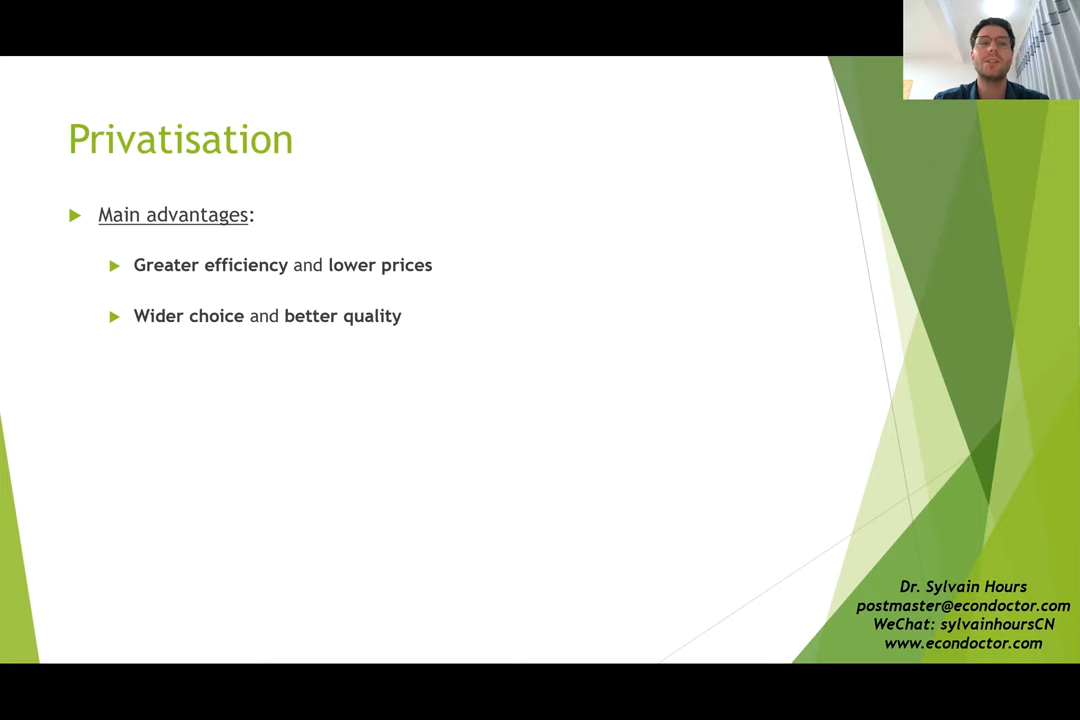 Privatisation
Main advantages:
Greater efficiency and lower prices
Wider choice and better quality
Dr. Sylvain Hours
postmaster@econdoctor.com
WeChat: sylvainhoursCN
www.econdoctor.com